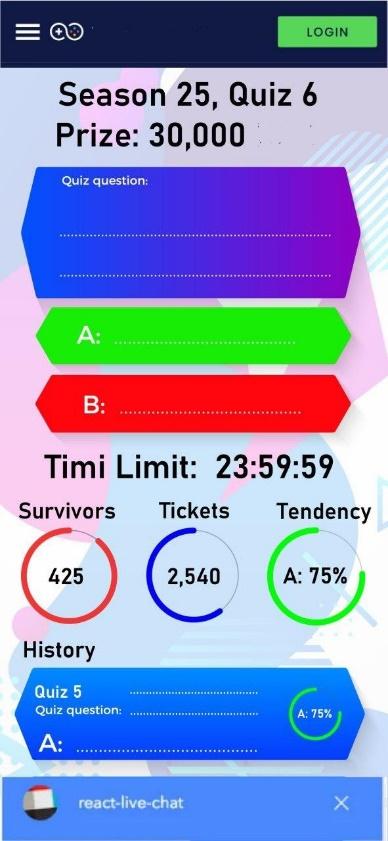 LOGIN
Season 25, Quiz 6
Prize: 30,000
Quiz question:
A:
B:
Timi Limit: 23:59:59
Survivors Tickets Tendency
425 2,540 A: 75%
History
Quiz 5
Quiz question:
A: 75%
A:
react-live-chat